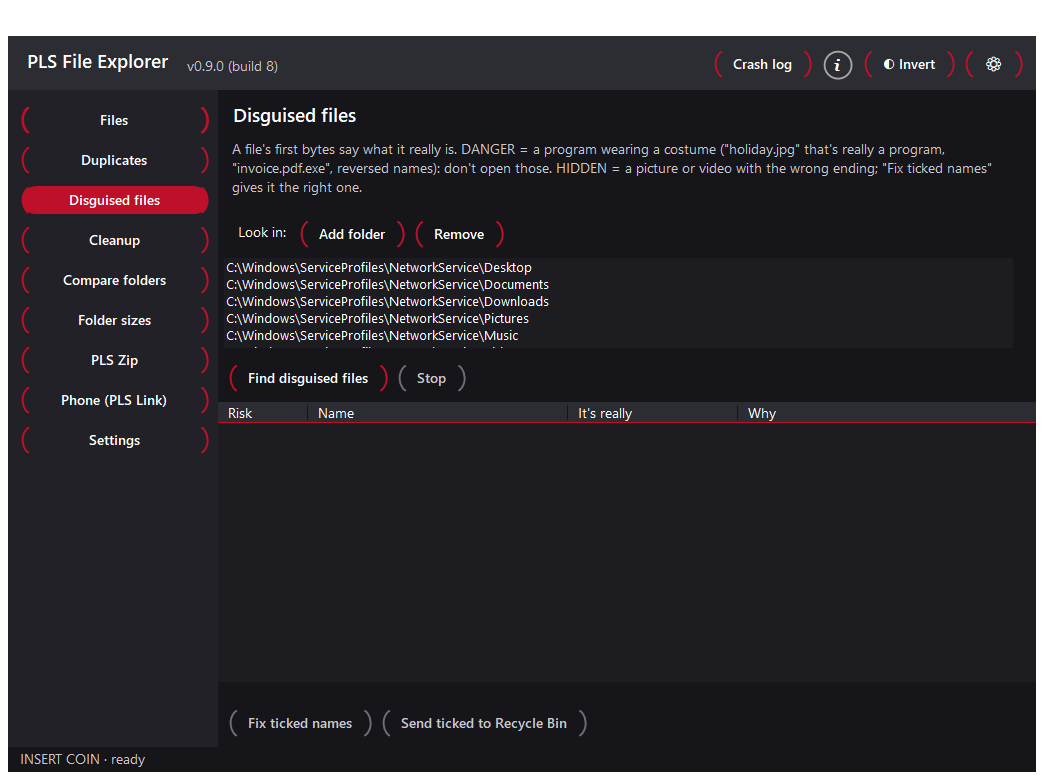 PLS File Explorer v0.9.0 (build 8)
Crash log
i
Invert
Files
Duplicates
Disguised files
Cleanup
Compare folders
Folder sizes
PLS Zip
Phone (PLS Link)
Settings
Disguised files
A file's first bytes say what it really is. DANGER = a program wearing a costume ("holiday.jpg" that's really a program,
"invoice.pdf.exe", reversed names): don't open those. HIDDEN = a picture or video with the wrong ending; "Fix ticked names"
gives it the right one.
Look in: Add folder Remove
C:\Windows\ServiceProfiles\NetworkService\Desktop
C:\Windows\ServiceProfiles\NetworkService\Documents
C:\Windows\ServiceProfiles\NetworkService\Downloads
C:\Windows\ServiceProfiles\NetworkService\Pictures
C:\Windows\ServiceProfiles\NetworkService\Music
Find disguised files Stop
Risk Name It's really Why
Fix ticked names Send ticked to Recycle Bin
INSERT COIN · ready